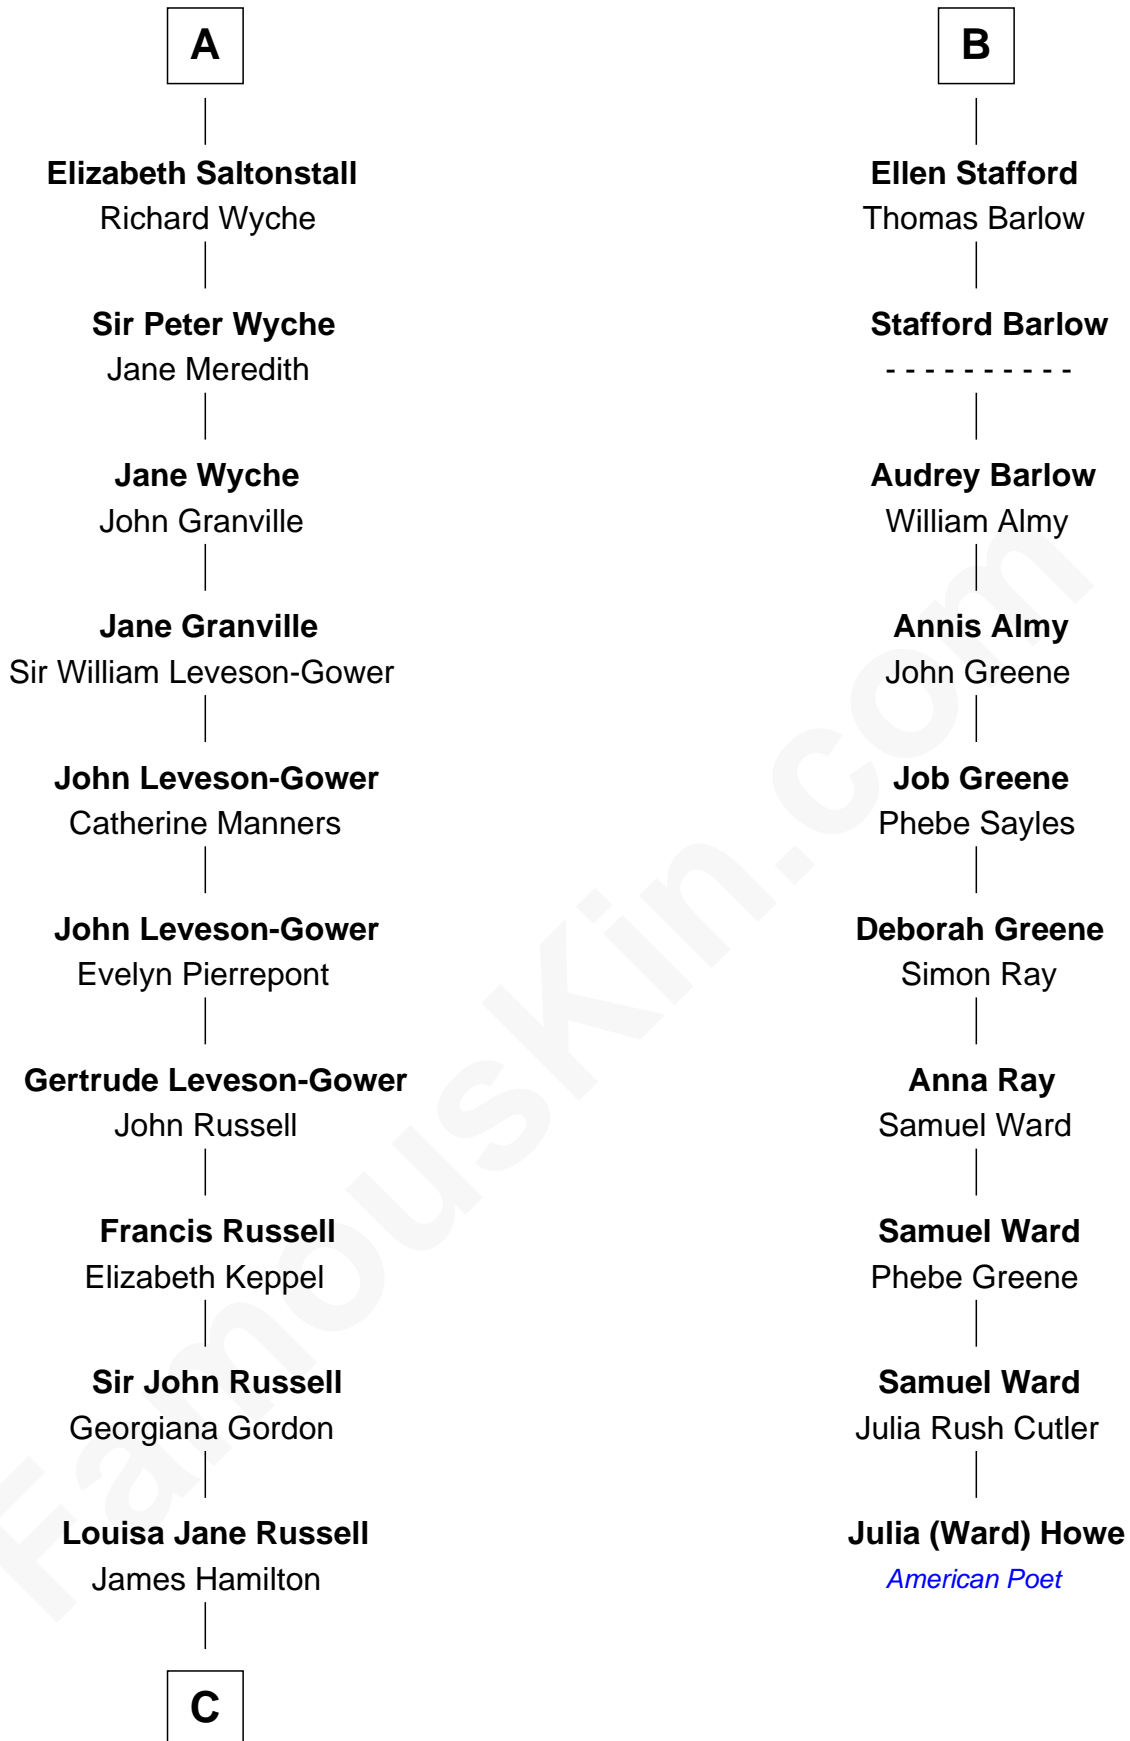 A
Elizabeth Saltonstall
Richard Wyche
Sir Peter Wyche
Jane Meredith
Jane Wyche
John Granville
Jane Granville
Sir William Leveson-Gower
John Leveson-Gower
Catherine Manners
John Leveson-Gower
Evelyn Pierrepont
Gertrude Leveson-Gower
John Russell
Francis Russell
Elizabeth Keppel
Sir John Russell
Georgiana Gordon
Louisa Jane Russell
James Hamilton
C
B
Ellen Stafford
Thomas Barlow
Stafford Barlow
- - - - - - - - - -
Audrey Barlow
William Almy
Annis Almy
John Greene
Job Greene
Phebe Sayles
Deborah Greene
Simon Ray
Anna Ray
Samuel Ward
Samuel Ward
Phebe Greene
Samuel Ward
Julia Rush Cutler
Julia (Ward) Howe
American Poet
FamousKin.com